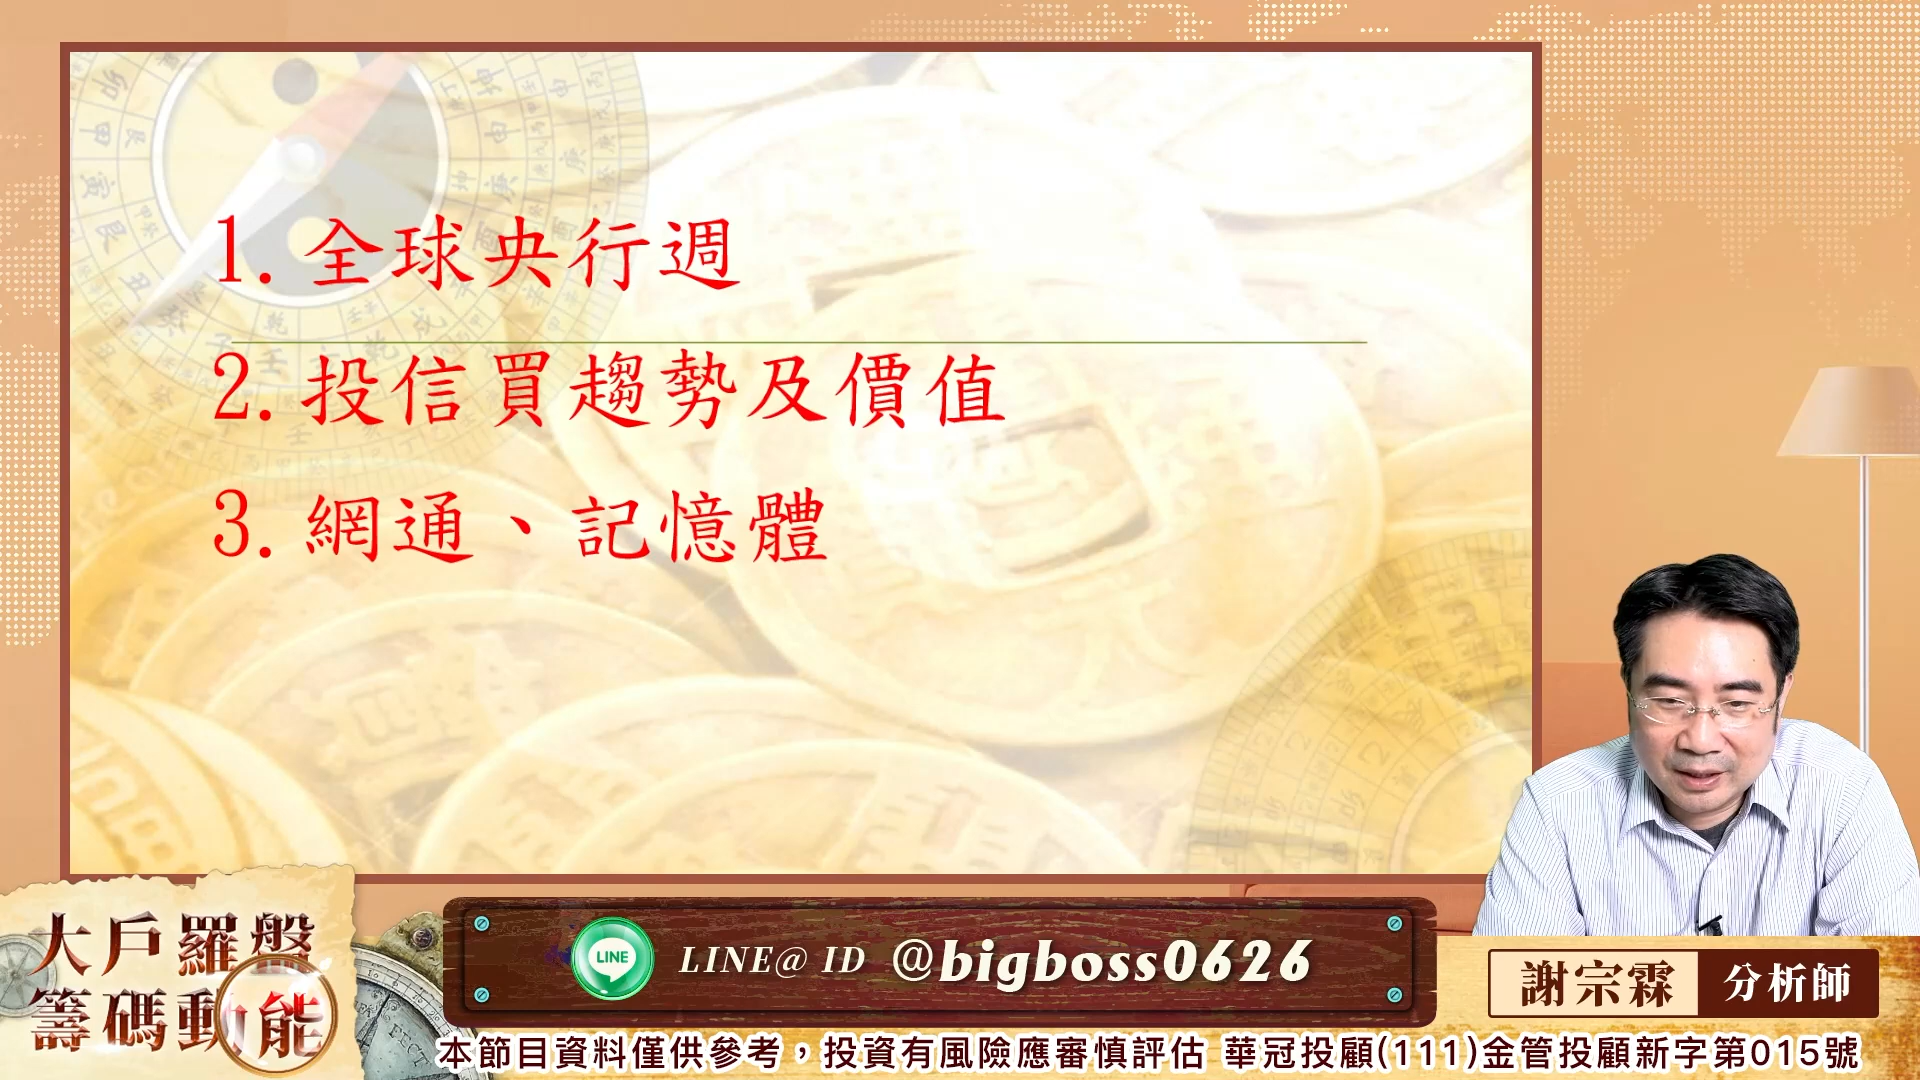 1.全球央行週
2.投信買趨勢及價值
3.網通、記憶體
大戶羅盤
籌碼動能
LINE
LINE@ ID @bigboss0626
謝宗霖 分析師
本節目資料僅供參考，投資有風險應審慎評估 華冠投顧(111)金管投顧新字第015號